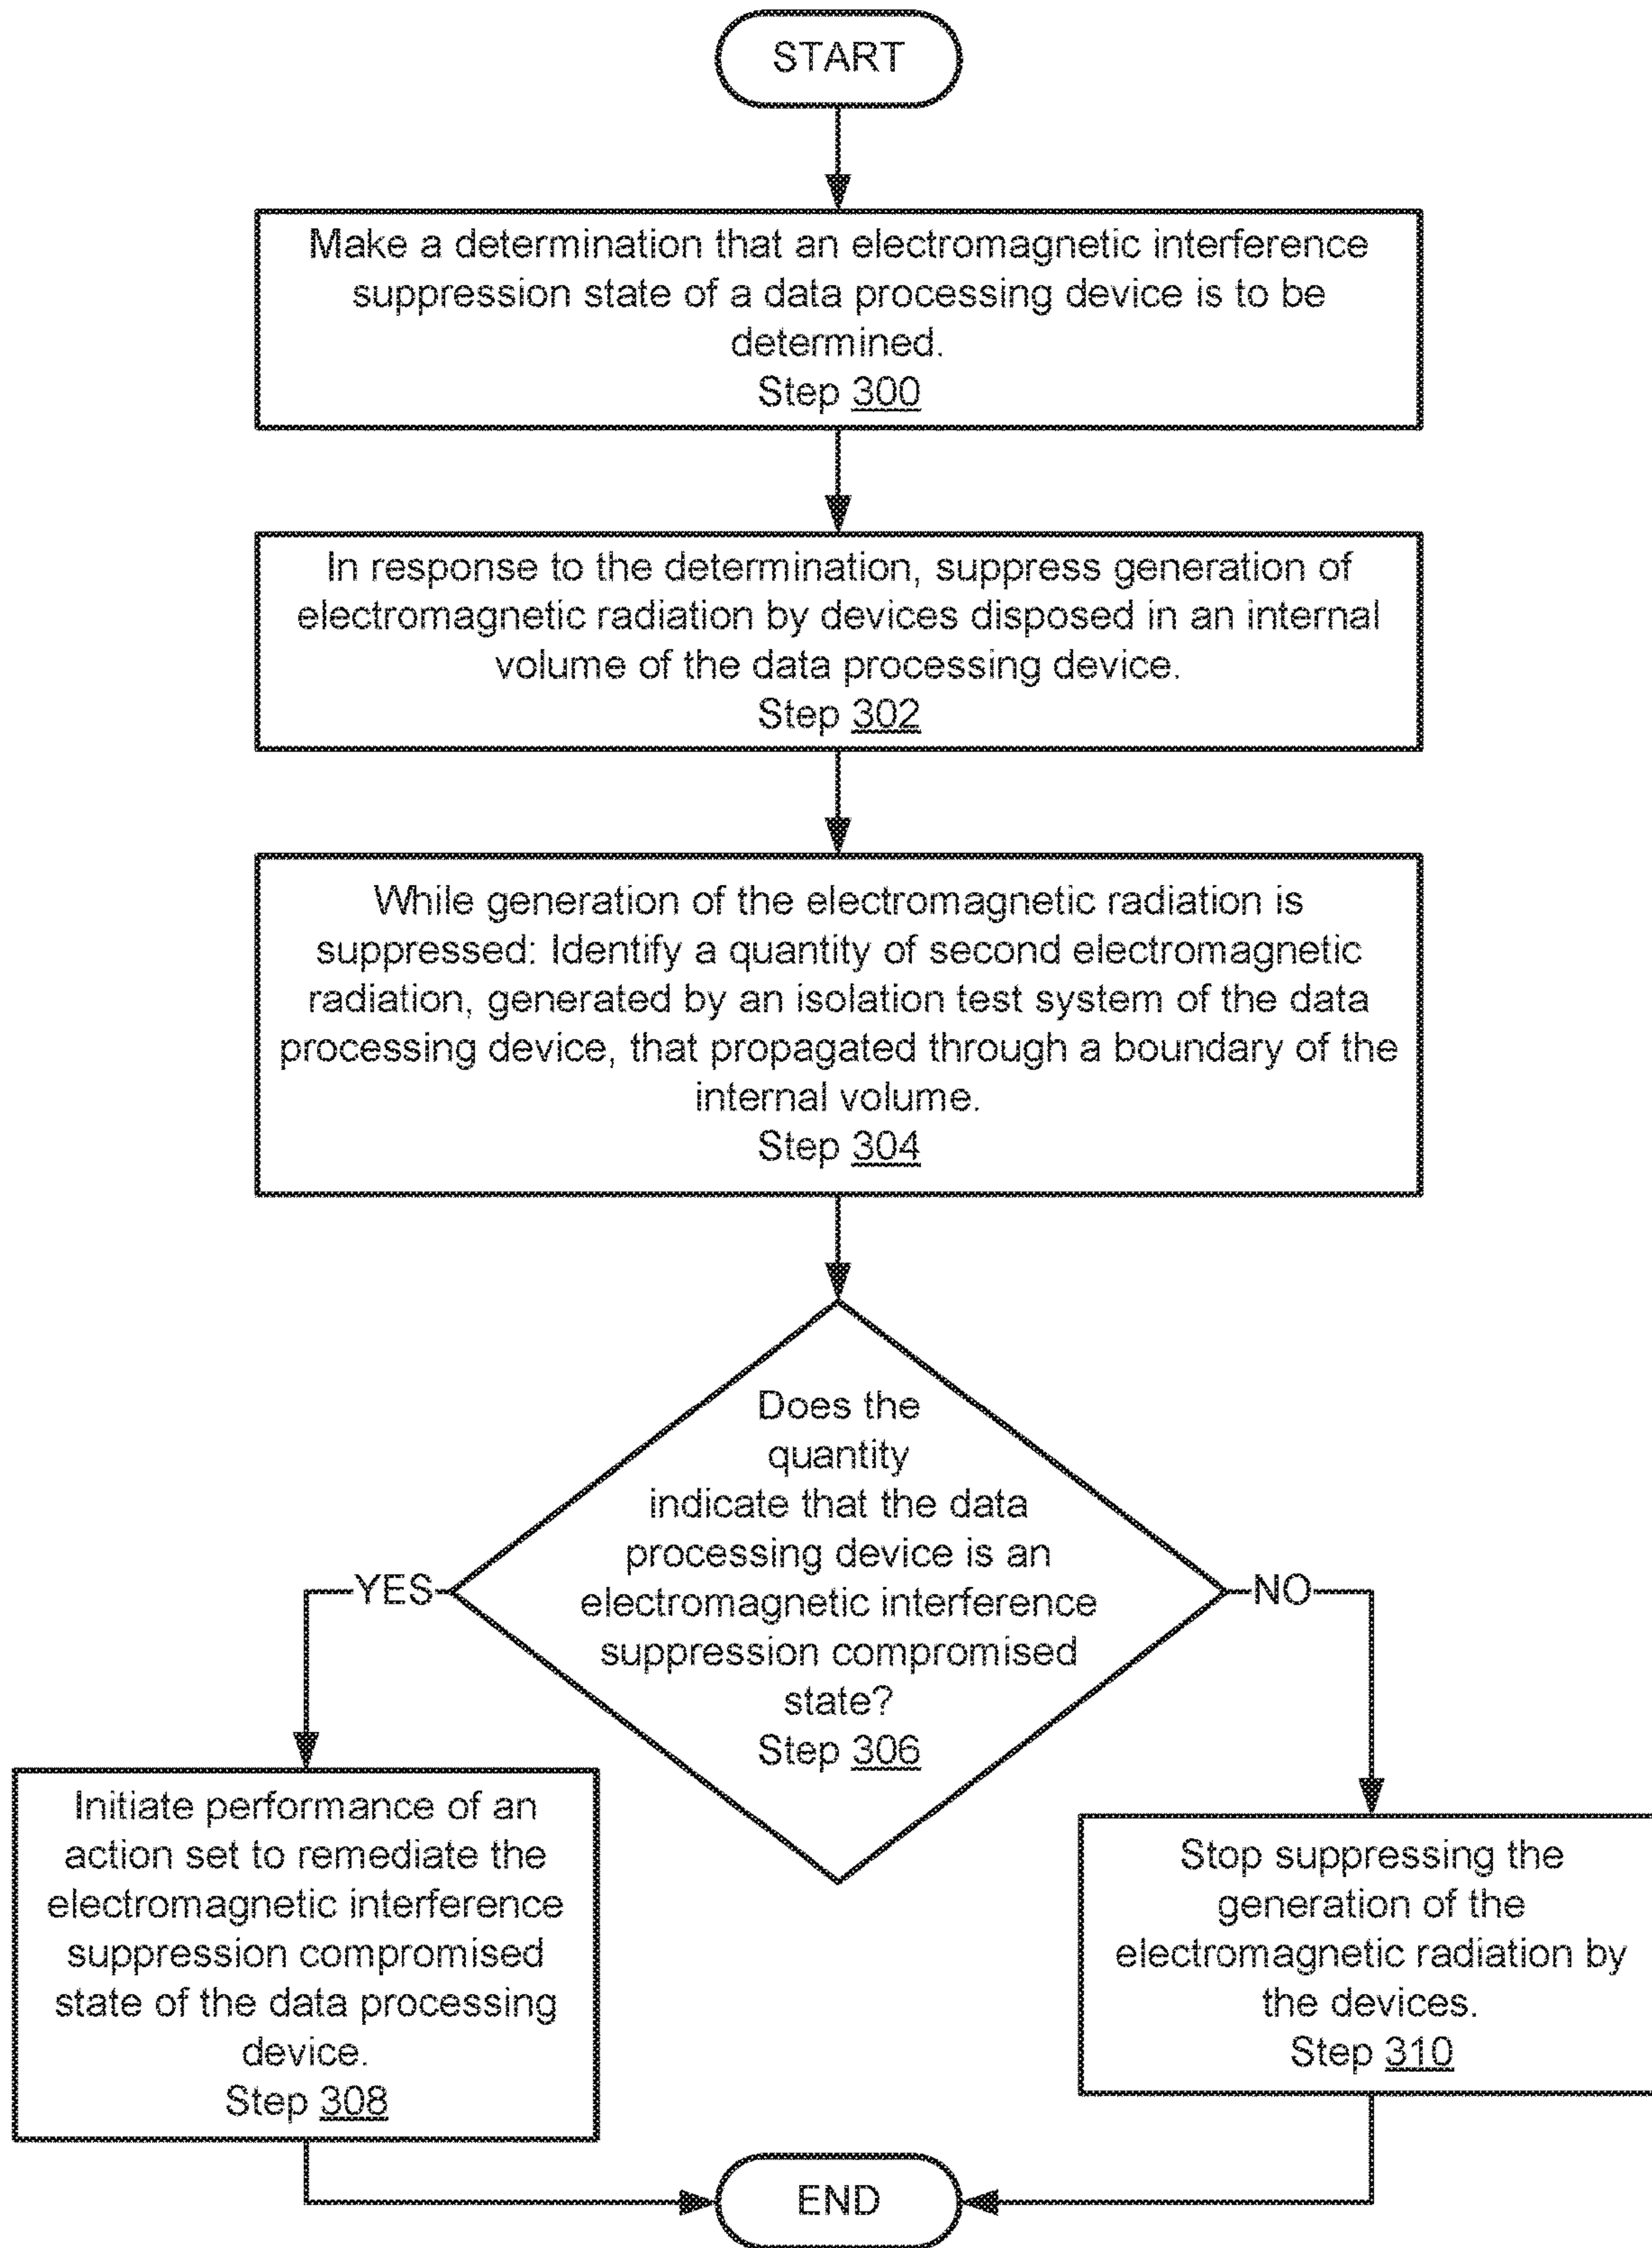 START
Make a determination that an electromagnetic interference
suppression state of a data processing device is to be
determined.
Step 300
In response to the determination, suppress generation of
electromagnetic radiation by devices disposed in an internal
volume of the data processing device.
Step 302
While generation of the electromagnetic radiation is
suppressed: Identify a quantity of second electromagnetic
radiation, generated by an isolation test system of the data
processing device, that propagated through a boundary of the
internal volume.
Step 304
Does the
quantity
indicate that the data
processing device is an
electromagnetic interference
suppression compromised
state?
Step 306
YES
NO
Initiate performance of an
action set to remediate the
electromagnetic interference
suppression compromised
state of the data processing
device.
Step 308
Stop suppressing the
generation of the
electromagnetic radiation by
the devices.
Step 310
END